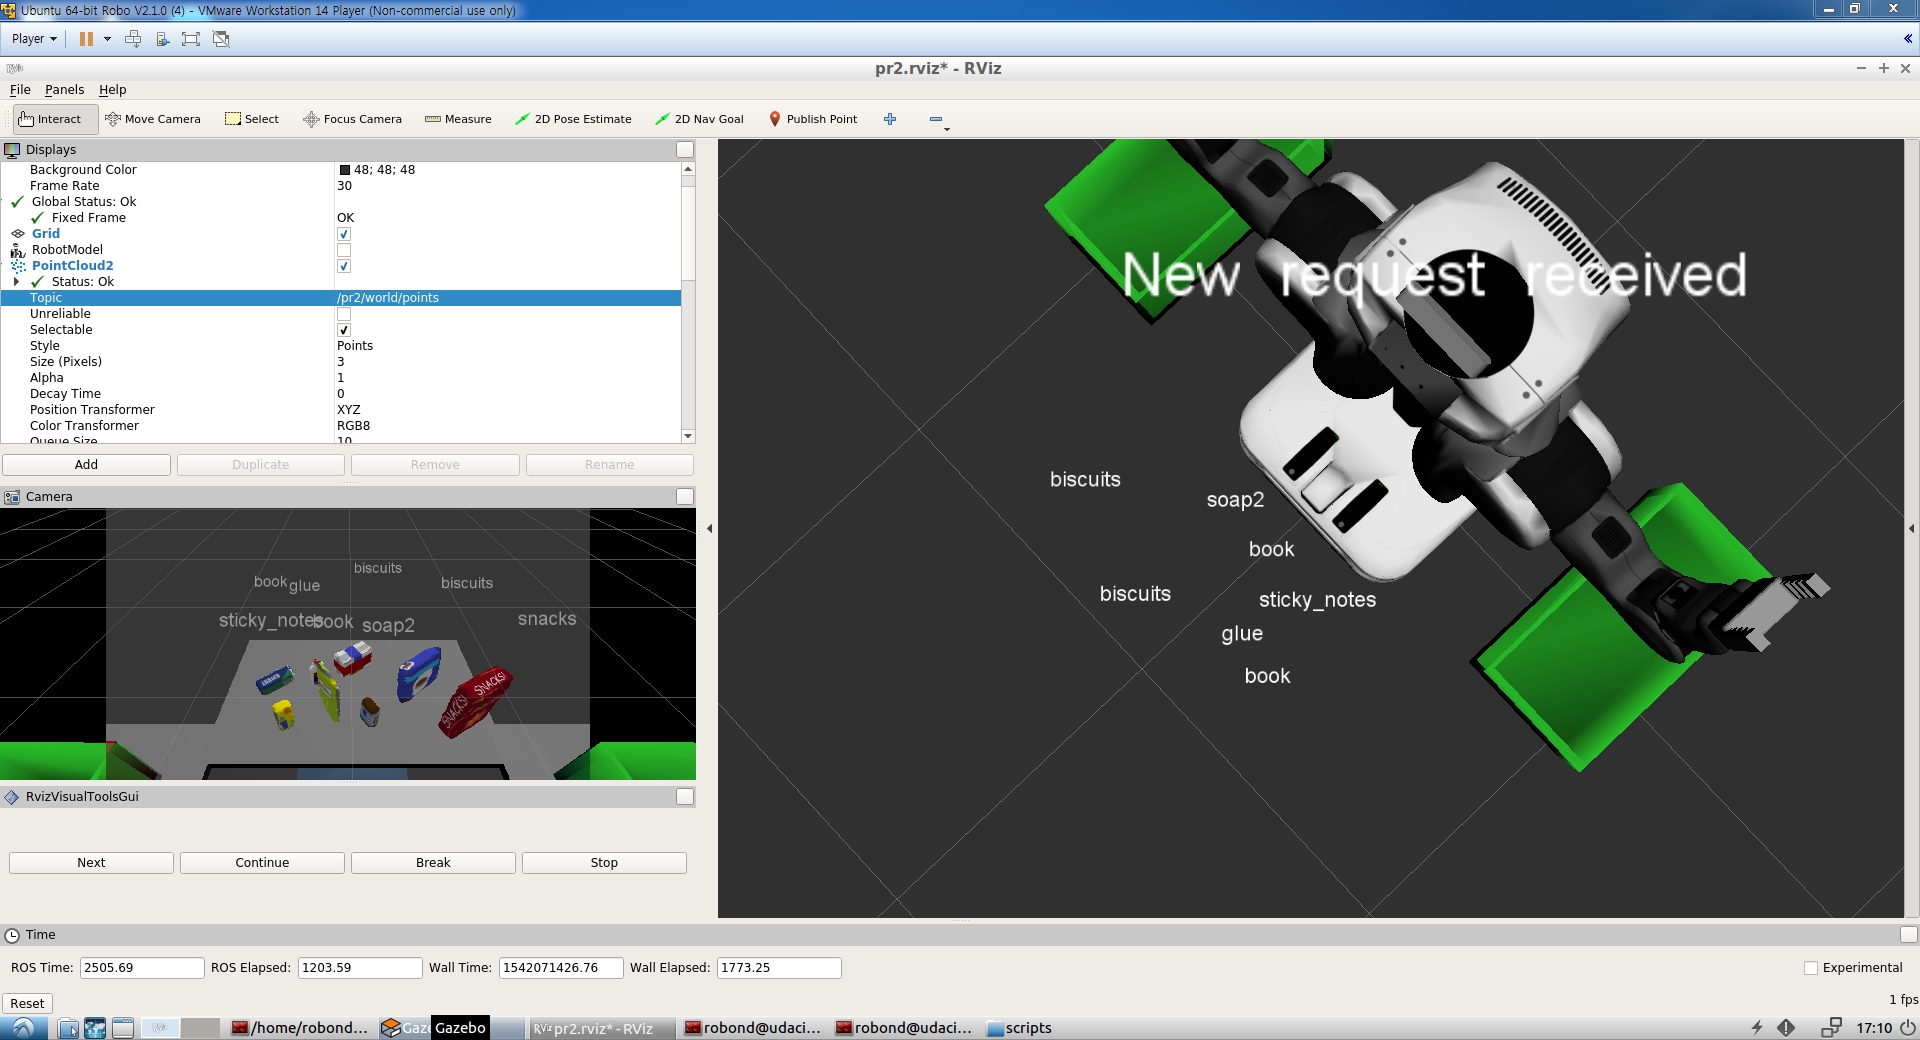 Ubuntu 64-bit Robo V2.1.0 (4) - VMware Workstation 14 Player (Non-commercial use only)
Player
pr2.rviz* - RViz
File Panels Help
Interact Move Camera Select Focus Camera Measure 2D Pose Estimate 2D Nav Goal Publish Point
Displays
Background Color 48; 48; 48
Frame Rate 30
Global Status: Ok
Fixed Frame OK
Grid
RobotModel
PointCloud2
Status: Ok
Topic /pr2/world/points
Unreliable
Selectable
Style Points
Size (Pixels) 3
Alpha 1
Decay Time 0
Position Transformer XYZ
Color Transformer RGB8
Queue Size 10
Add Duplicate Remove Rename
Camera
biscuits
book glue biscuits
sticky_notes book soap2 snacks
SNACKS!
SNACKS!
RvizVisualToolsGui
Next Continue Break Stop
New request received
biscuits
soap2
book
biscuits
sticky_notes
glue
book
Time
ROS Time: 2505.69 ROS Elapsed: 1203.59 Wall Time: 1542071426.76 Wall Elapsed: 1773.25 Experimental
Reset 1 fps
/home/robond... Gaze Gazebo pr2.rviz* - RViz robond@udaci... robond@udaci... scripts 17:10